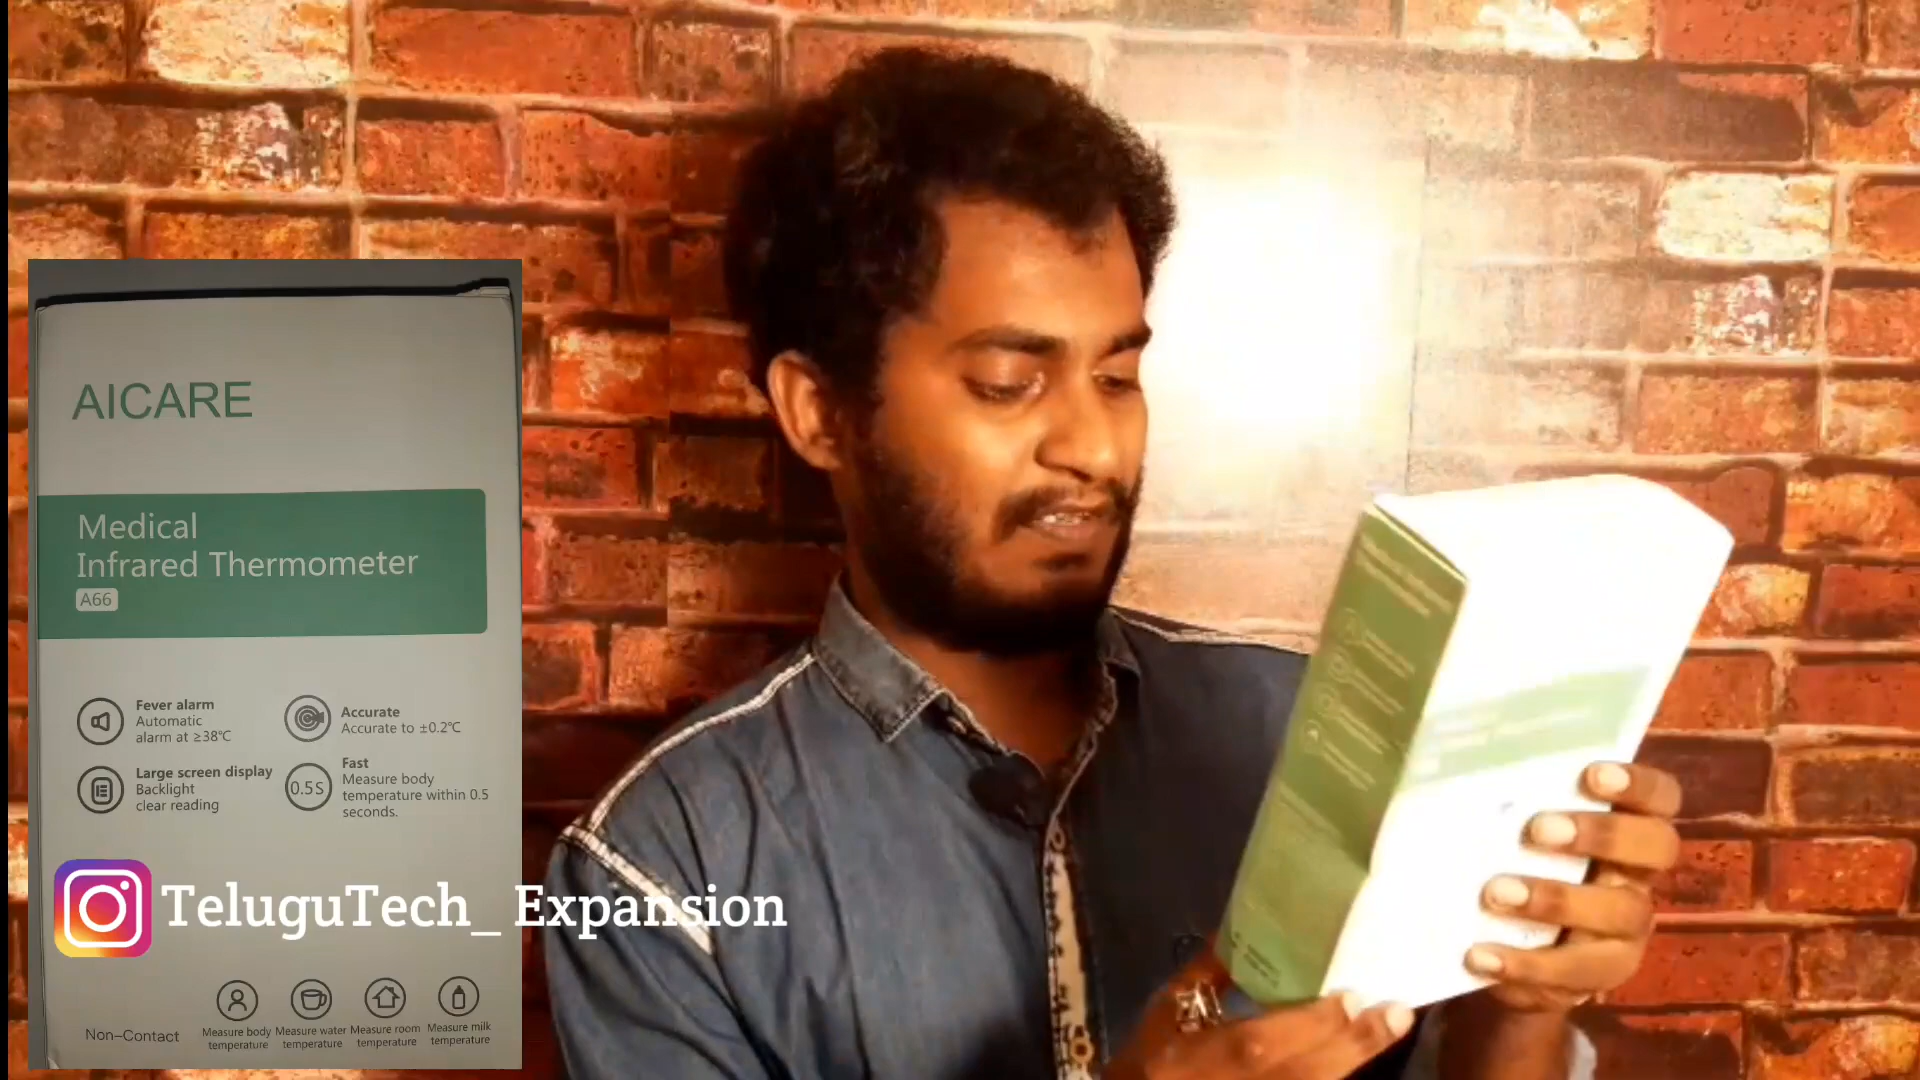 AICARE
Medical
Infrared Thermometer
A66
Fever alarm
Automatic
alarm at ≥38℃
Accurate
Accurate to ±0.2℃
Large screen display
Backlight
clear reading
0.5S
Fast
Measure body
temperature within 0.5
seconds.
TeluguTech_ Expansion
Non-Contact
Measure body
temperature
Measure water
temperature
Measure room
temperature
Measure milk
temperature